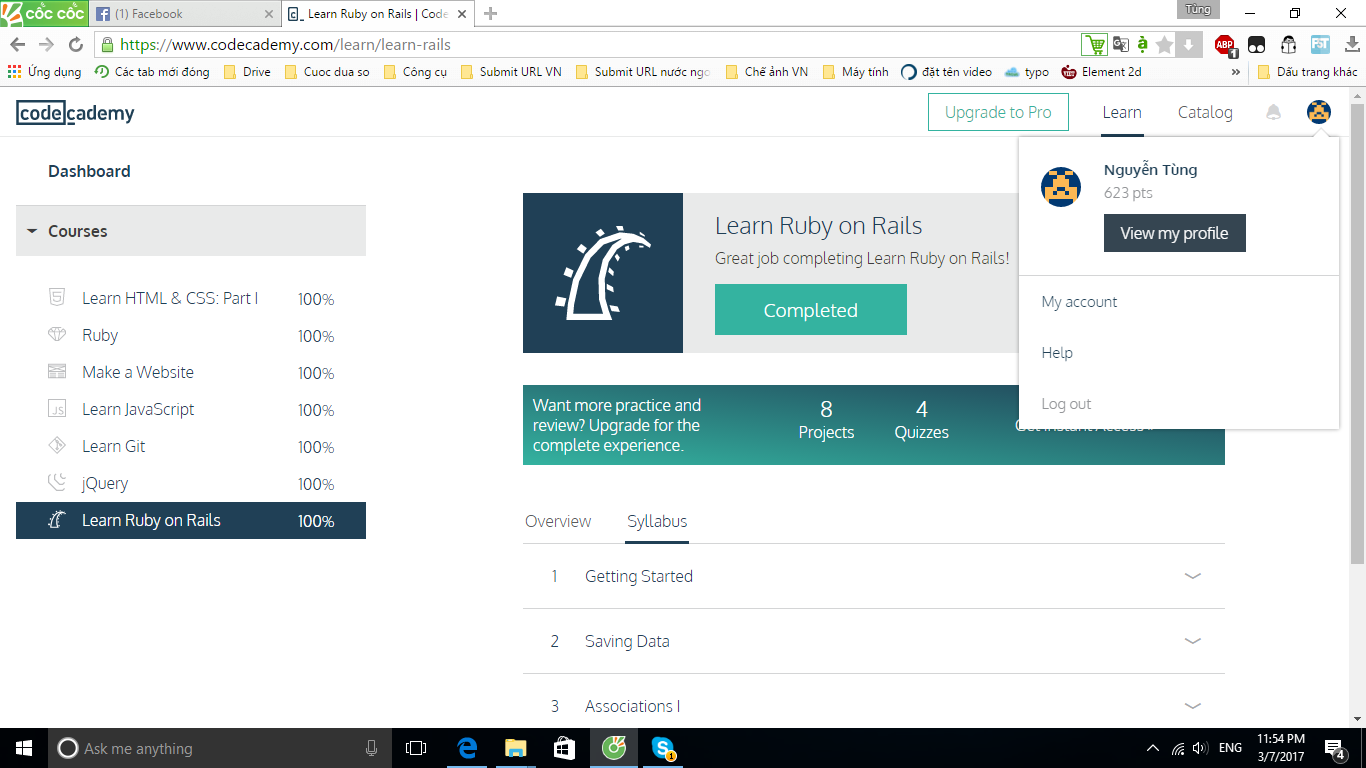 cốc cốc
(1) Facebook
Learn Ruby on Rails | Code
Tùng
https://www.codecademy.com/learn/learn-rails
ABP
1
Ứng dụng
Các tab mới đóng
Drive
Cuoc dua so
Công cụ
Submit URL VN
Submit URL nước ngo
Chế ảnh VN
Máy tính
đặt tên video
typo
Element 2d
»
Dấu trang khác
codecademy
Upgrade to Pro
Learn
Catalog
Dashboard
Courses
Learn HTML & CSS: Part I 100%
Ruby 100%
Make a Website 100%
Learn JavaScript 100%
Learn Git 100%
jQuery 100%
Learn Ruby on Rails 100%
Learn Ruby on Rails
Great job completing Learn Ruby on Rails!
Completed
Nguyễn Tùng
623 pts
View my profile
My account
Help
Log out
Want more practice and
review? Upgrade for the
complete experience.
8
Projects
4
Quizzes
Overview
Syllabus
1 Getting Started
2 Saving Data
3 Associations I
Ask me anything
1
ENG
11:54 PM
3/7/2017
4